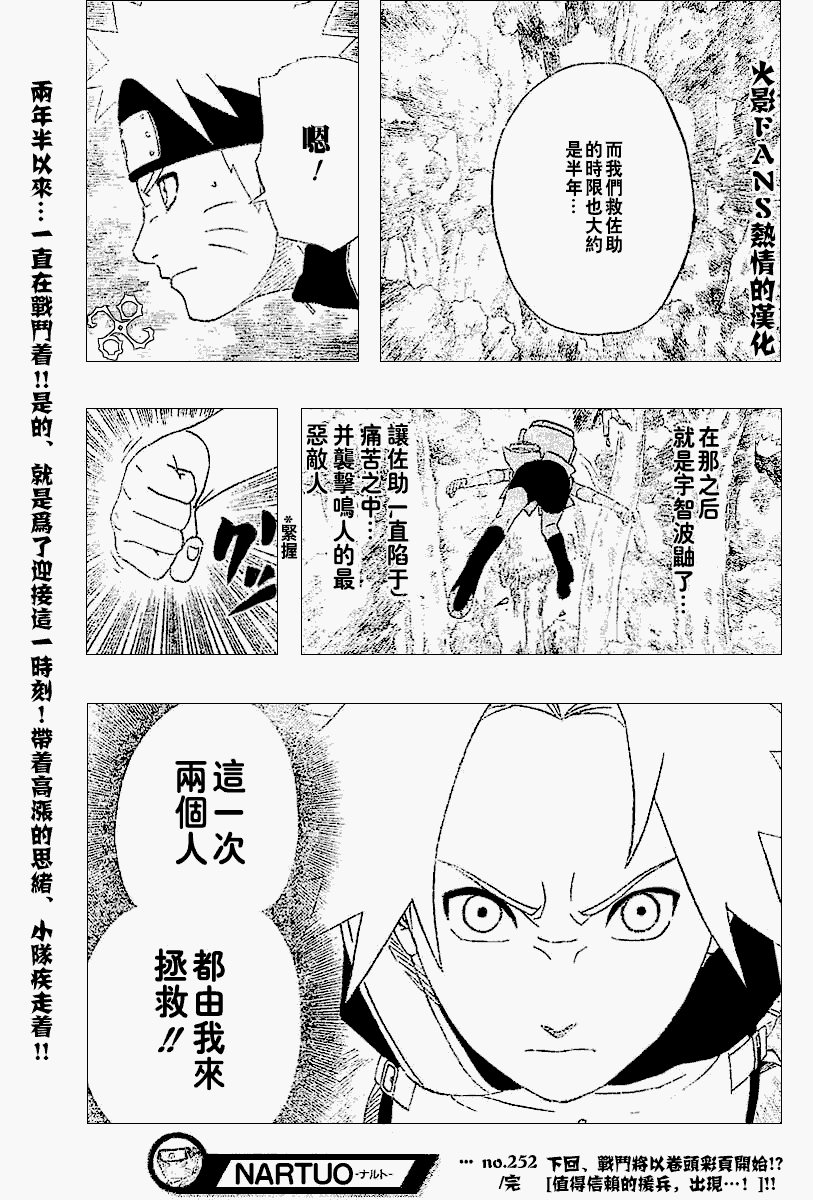 火影FANS熱情的漢化
而我們救佐助
的時限也大約
是半年…
嗯!
在那之后
就是宇智波鼬了…
讓佐助一直陷于
痛苦之中…
并襲擊鳴人的最
惡敵人
*緊握
グッ
這一次
兩個人
都由我來
拯救!!
兩年半以來…一直在戰鬥着!!是的、就是爲了迎接這一時刻!帶着高漲的思緒、小隊疾走着!!
NARTUO-ナルト-
… no.252
/完
下回、戰鬥將以卷頭彩頁開始!?
[值得信賴的援兵，出現…！]!!